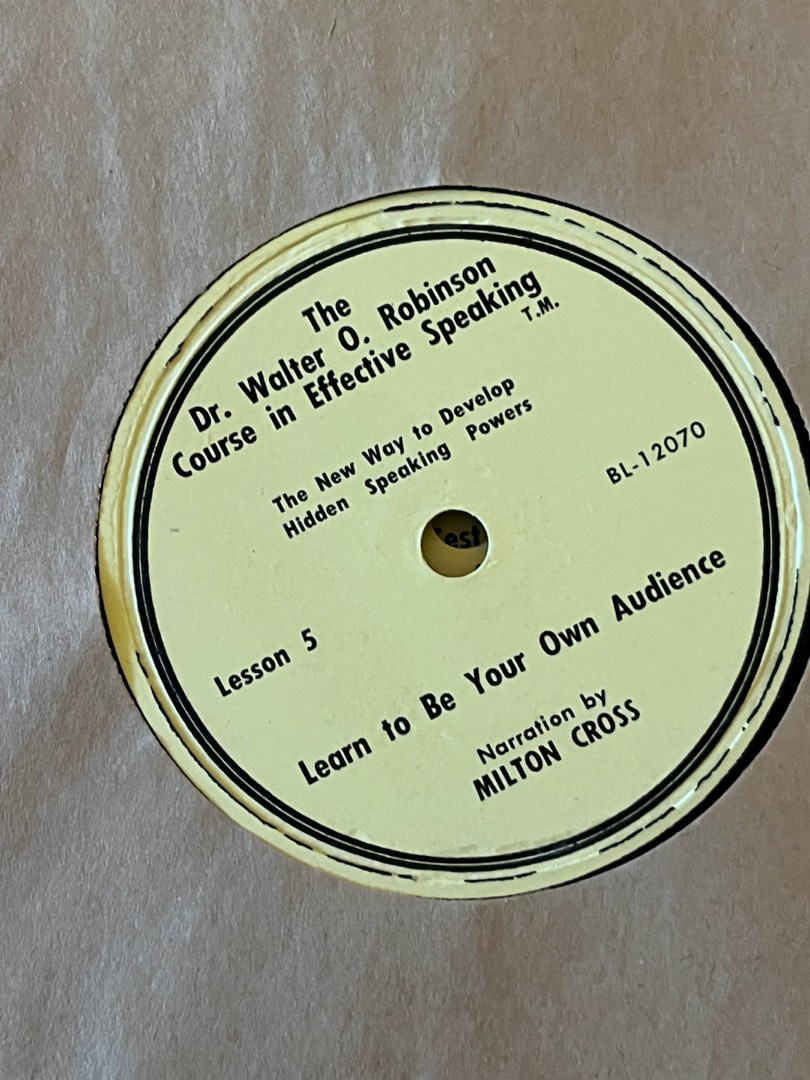 The
Dr. Walter O. Robinson
Course in Effective Speaking
T.M.
The New Way to Develop
Hidden Speaking Powers
BL-12070
Lesson 5
Learn to Be Your Own Audience
Narration by
MILTON CROSS